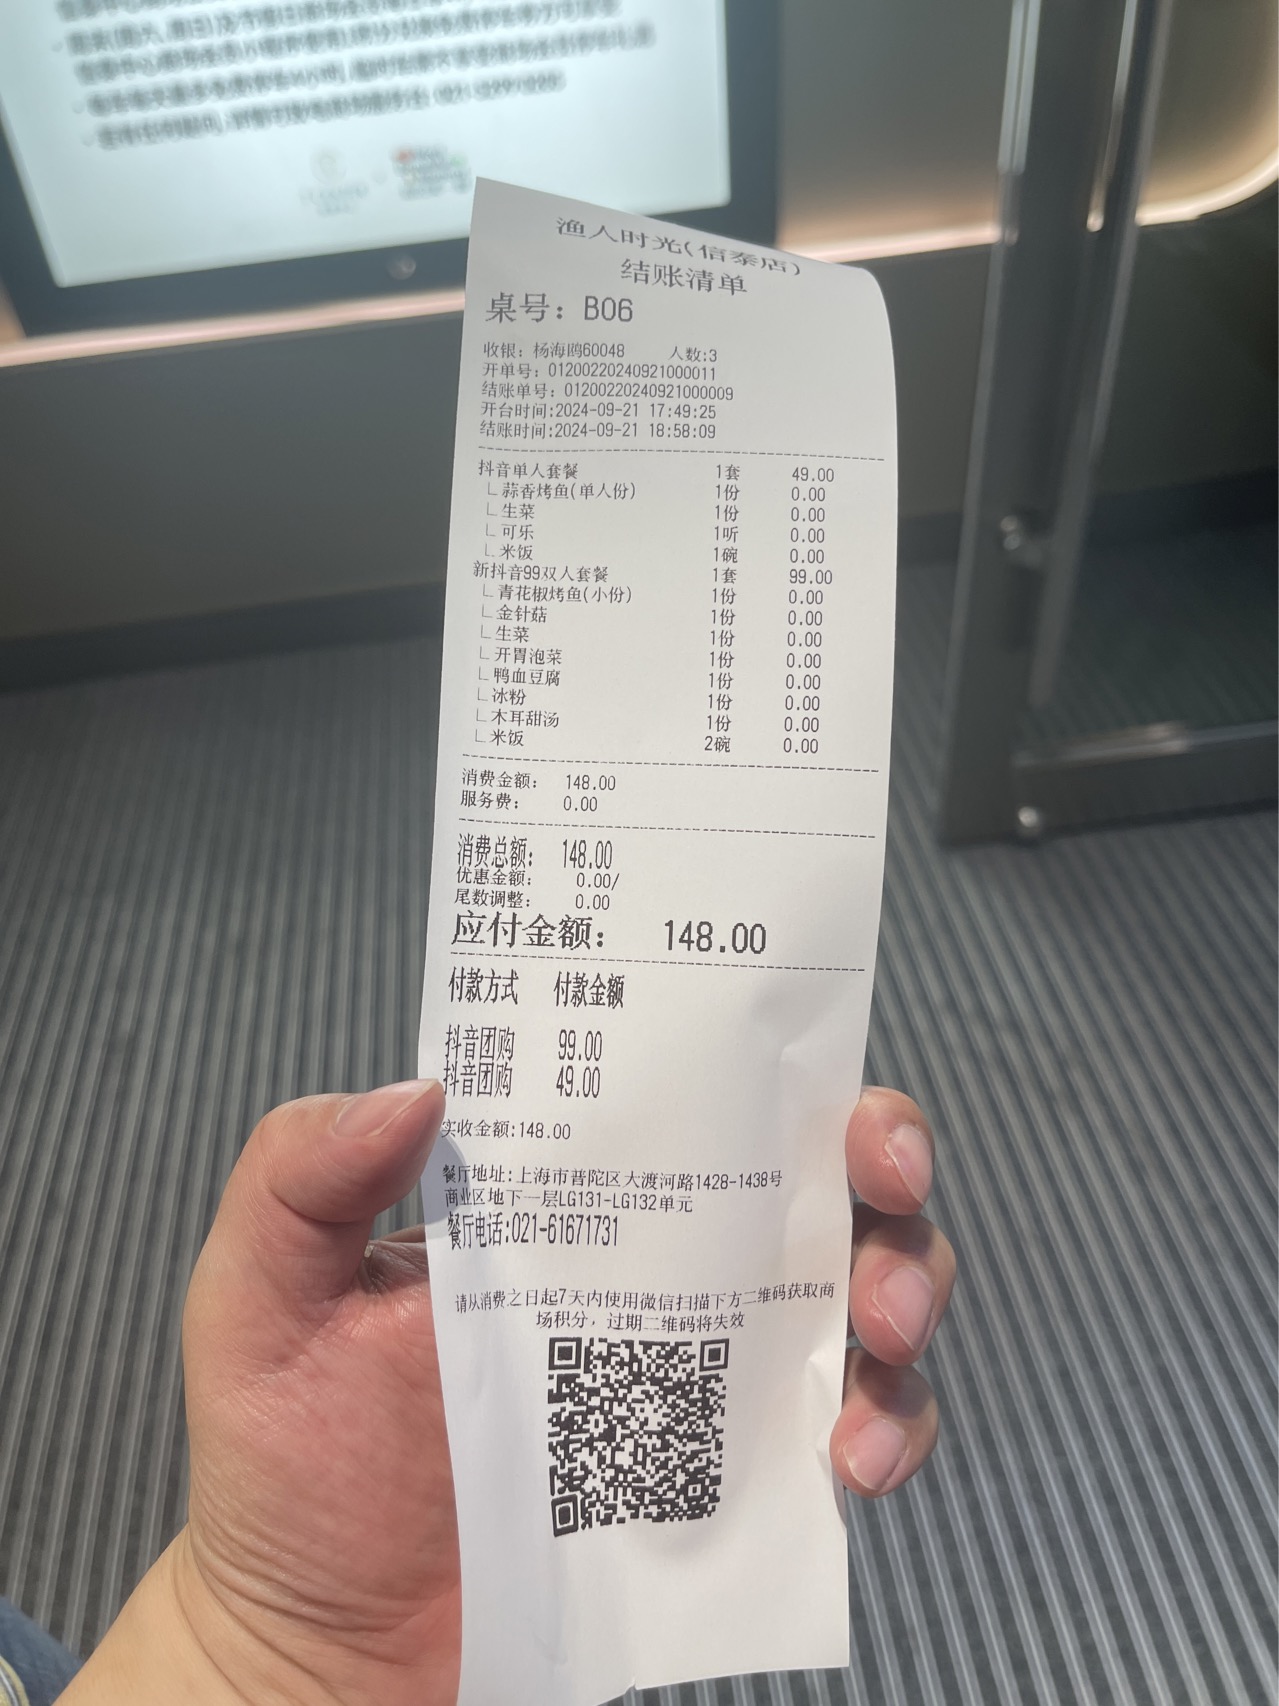 渔人时光(信泰店)
结账清单
桌号: B06
收银: 杨海鸥60048 人数:3
开单号: 01200220240921000011
结账单号: 01200220240921000009
开台时间:2024-09-21 17:49:25
结账时间:2024-09-21 18:58:09
抖音单人套餐 1套 49.00
└蒜香烤鱼(单人份) 1份 0.00
└生菜 1份 0.00
└可乐 1听 0.00
└米饭 1碗 0.00
新抖音99双人套餐 1套 99.00
└青花椒烤鱼(小份) 1份 0.00
└金针菇 1份 0.00
└生菜 1份 0.00
└开胃泡菜 1份 0.00
└鸭血豆腐 1份 0.00
└冰粉 1份 0.00
└木耳甜汤 1份 0.00
└米饭 2碗 0.00
消费金额: 148.00
服务费: 0.00
消费总额: 148.00
优惠金额: 0.00/
尾数调整: 0.00
应付金额: 148.00
付款方式 付款金额
抖音团购 99.00
抖音团购 49.00
实收金额:148.00
餐厅地址:上海市普陀区大渡河路1428-1438号
商业区地下一层LG131-LG132单元
餐厅电话:021-61671731
请从消费之日起7天内使用微信扫描下方二维码获取商
场积分，过期二维码将失效